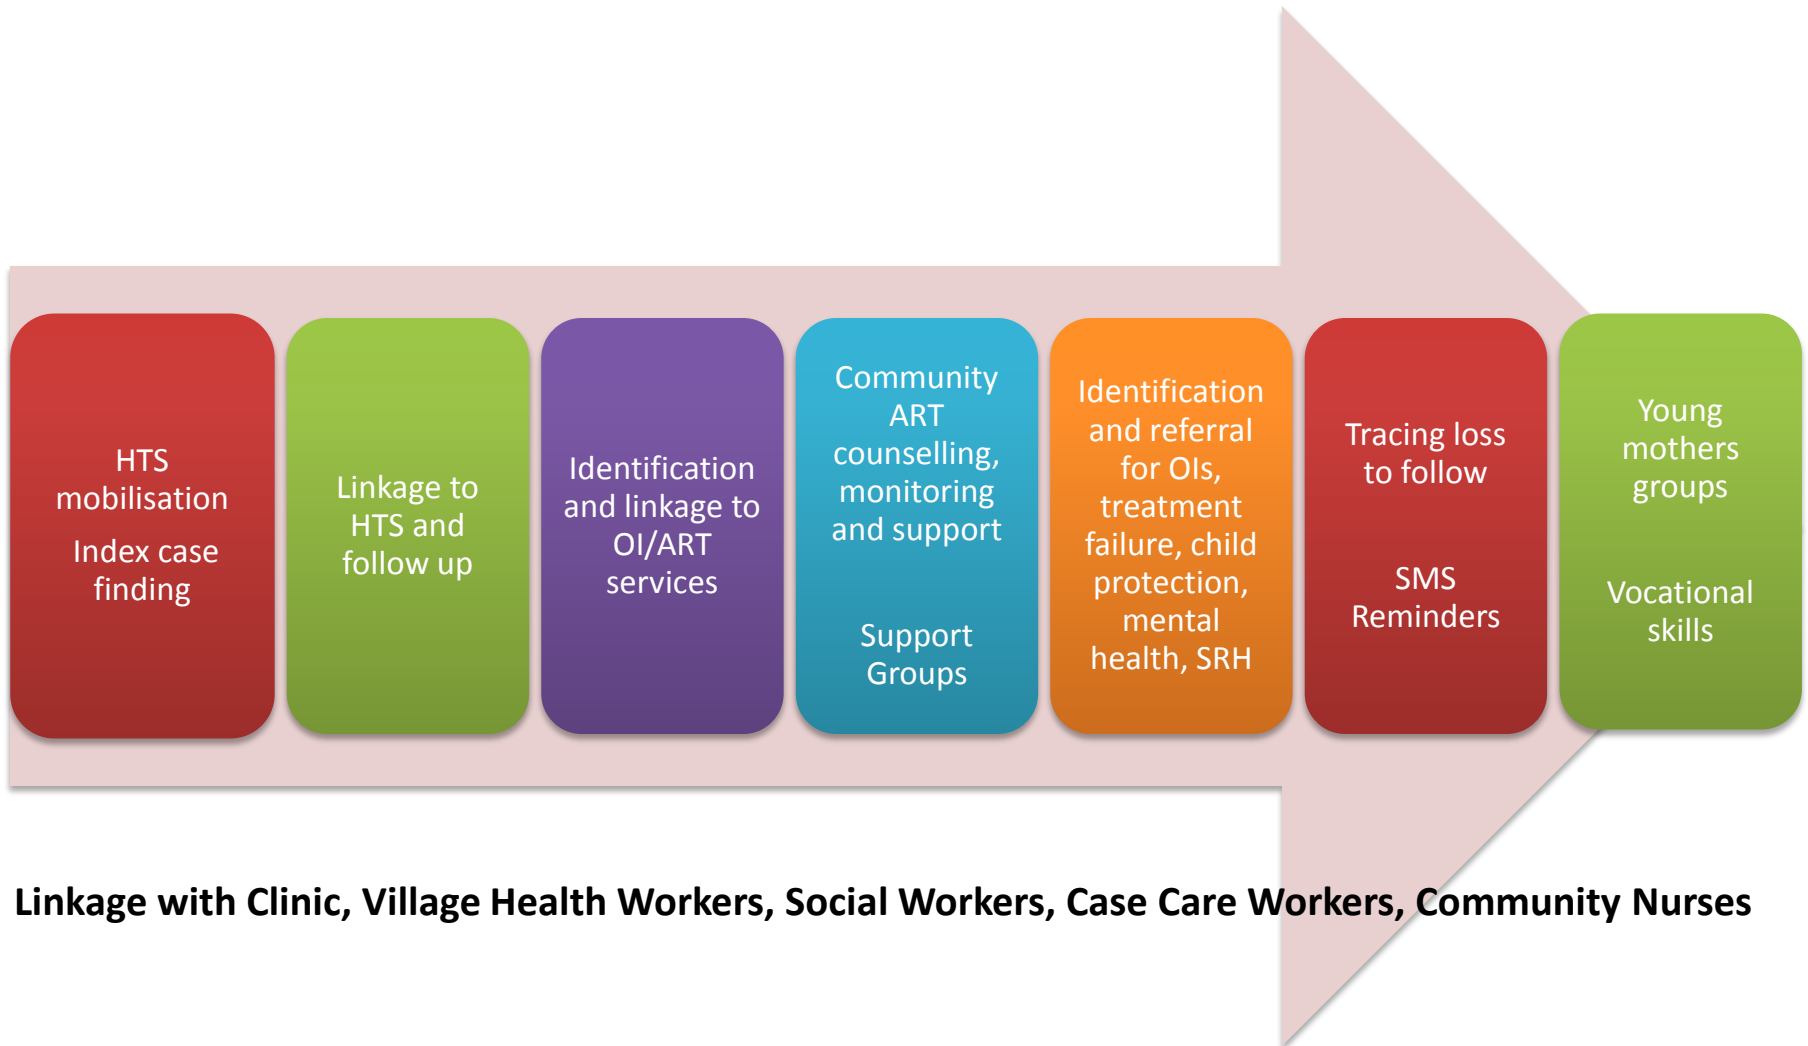 HTS
mobilisation
Index case
finding
Linkage to
HTS and
follow up
Identification
and linkage to
OI/ART
services
Community
ART
counselling,
monitoring
and support
Support
Groups
Identification
and referral
for OIs,
treatment
failure, child
protection,
mental
health, SRH
Tracing loss
to follow
SMS
Reminders
Young
mothers
groups
Vocational
skills
Linkage with Clinic, Village Health Workers, Social Workers, Case Care Workers, Community Nurses